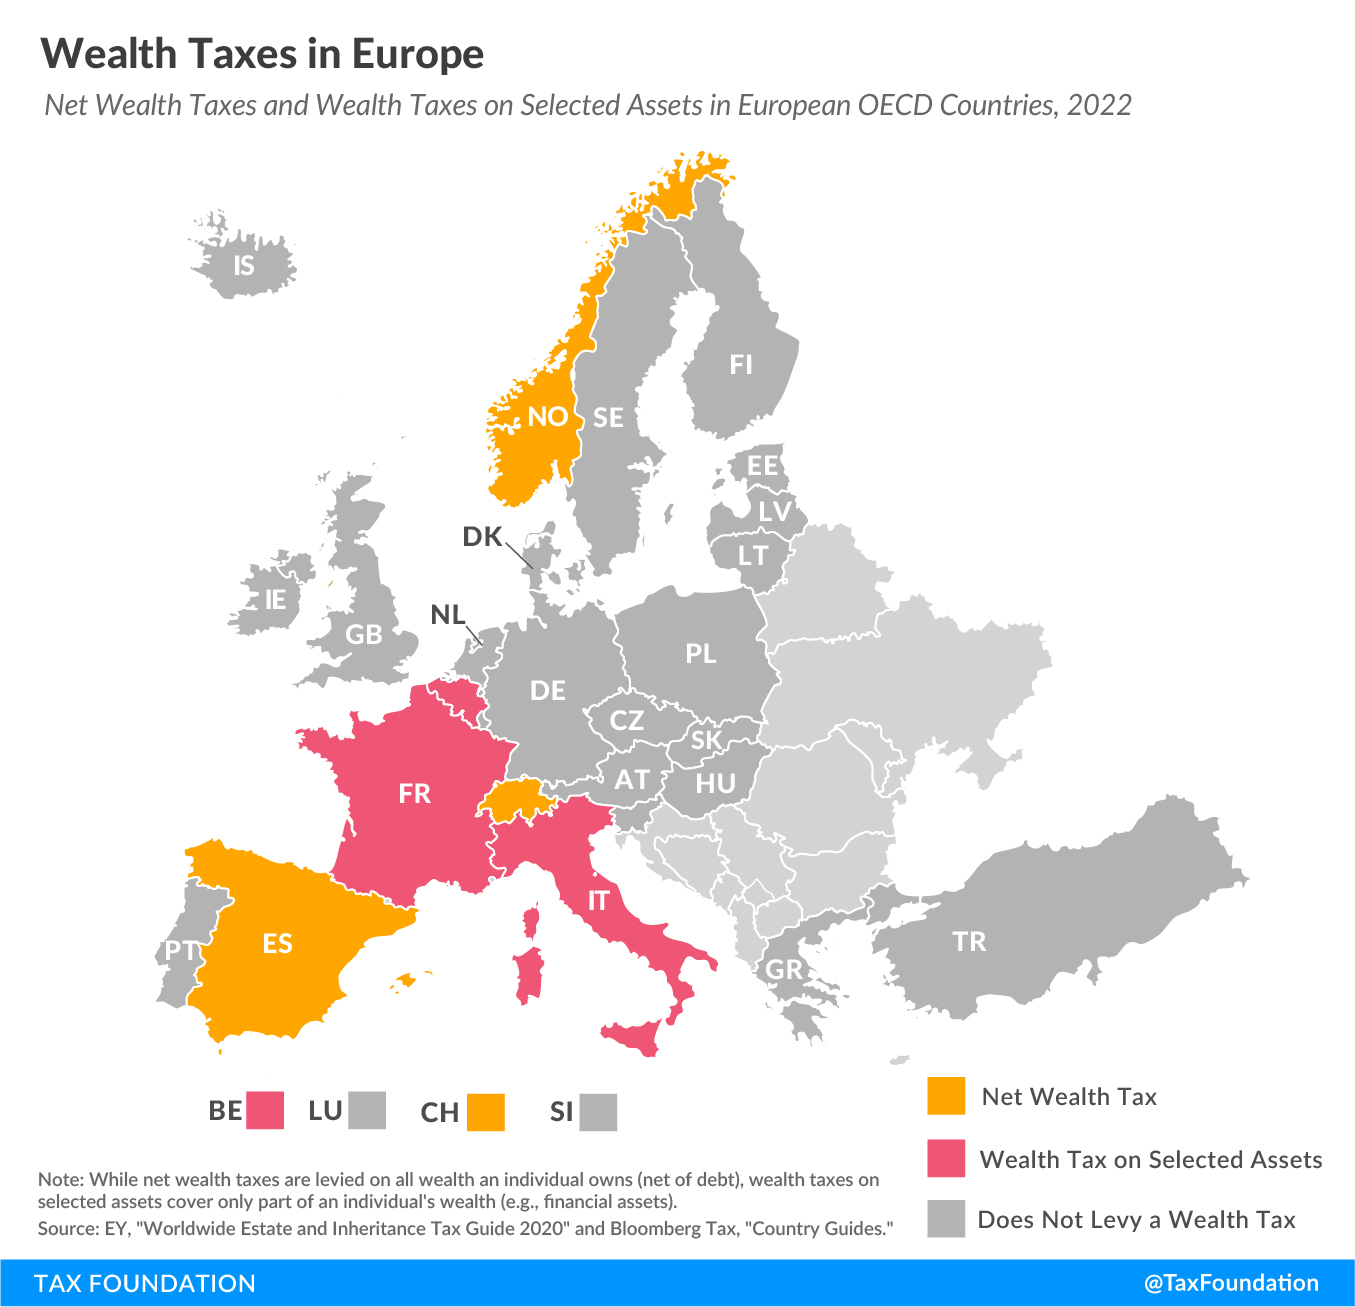 Wealth Taxes in Europe
Net Wealth Taxes and Wealth Taxes on Selected Assets in European OECD Countries, 2022
IS
FI
NO
SE
EE
LV
DK
LT
IE
NL
GB
PL
DE
CZ
SK
AT
HU
FR
IT
ES
PT
TR
GR
BE
LU
CH
SI
Net Wealth Tax
Wealth Tax on Selected Assets
Does Not Levy a Wealth Tax
Note: While net wealth taxes are levied on all wealth an individual owns (net of debt), wealth taxes on
selected assets cover only part of an individual's wealth (e.g., financial assets).
Source: EY, "Worldwide Estate and Inheritance Tax Guide 2020" and Bloomberg Tax, "Country Guides."
TAX FOUNDATION
@TaxFoundation